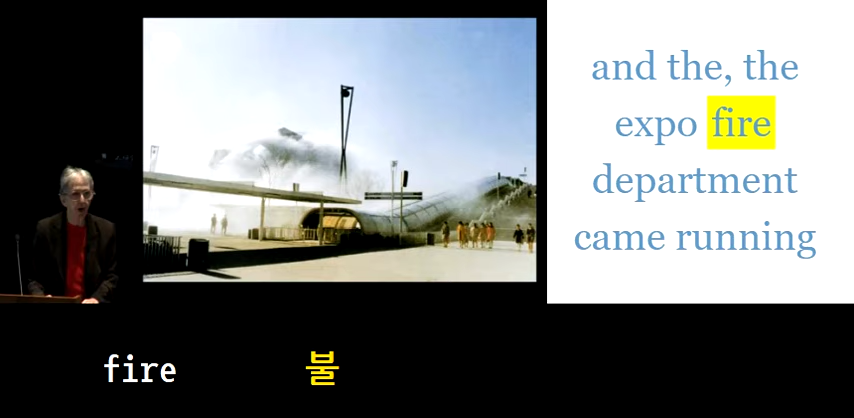 and the, the
expo fire
department
came running
fire 불